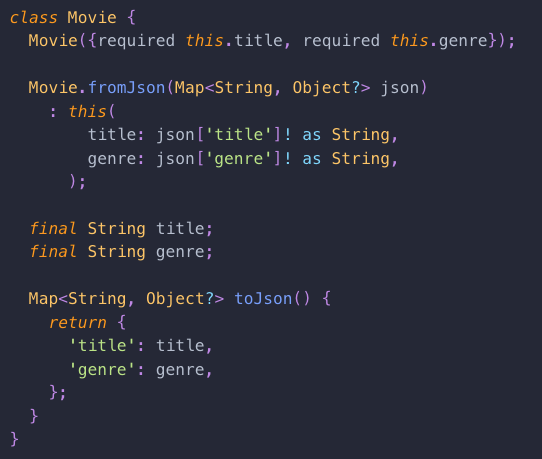 class Movie {
  Movie({required this.title, required this.genre});

  Movie.fromJson(Map<String, Object?> json)
    : this(
        title: json['title']! as String,
        genre: json['genre']! as String,
      );

  final String title;
  final String genre;

  Map<String, Object?> toJson() {
    return {
      'title': title,
      'genre': genre,
    };
  }
}